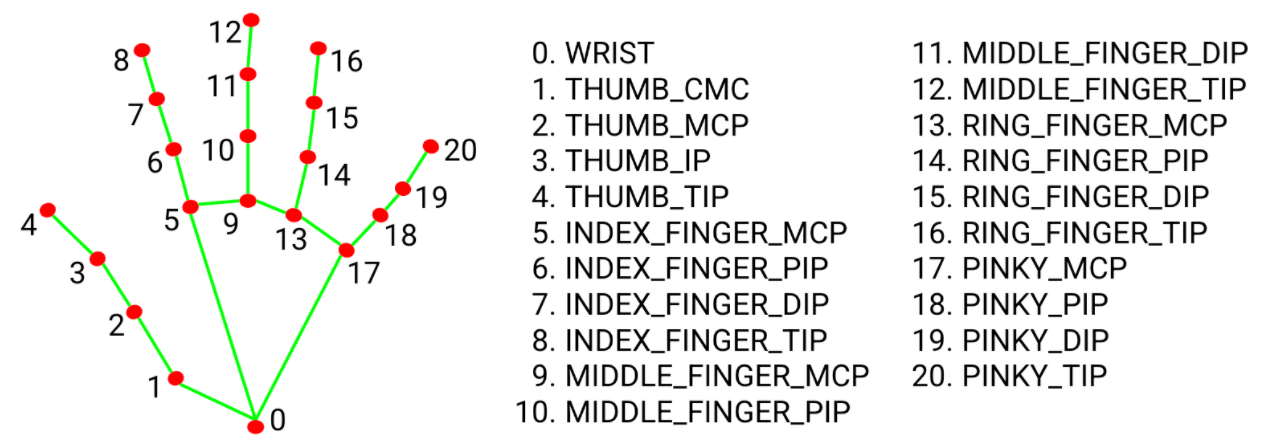 12
8
16
11
7
15
10
6
20
14
19
4
5
9
13
18
3
17
2
1
0
0. WRIST
1. THUMB_CMC
2. THUMB_MCP
3. THUMB_IP
4. THUMB_TIP
5. INDEX_FINGER_MCP
6. INDEX_FINGER_PIP
7. INDEX_FINGER_DIP
8. INDEX_FINGER_TIP
9. MIDDLE_FINGER_MCP
10. MIDDLE_FINGER_PIP
11. MIDDLE_FINGER_DIP
12. MIDDLE_FINGER_TIP
13. RING_FINGER_MCP
14. RING_FINGER_PIP
15. RING_FINGER_DIP
16. RING_FINGER_TIP
17. PINKY_MCP
18. PINKY_PIP
19. PINKY_DIP
20. PINKY_TIP